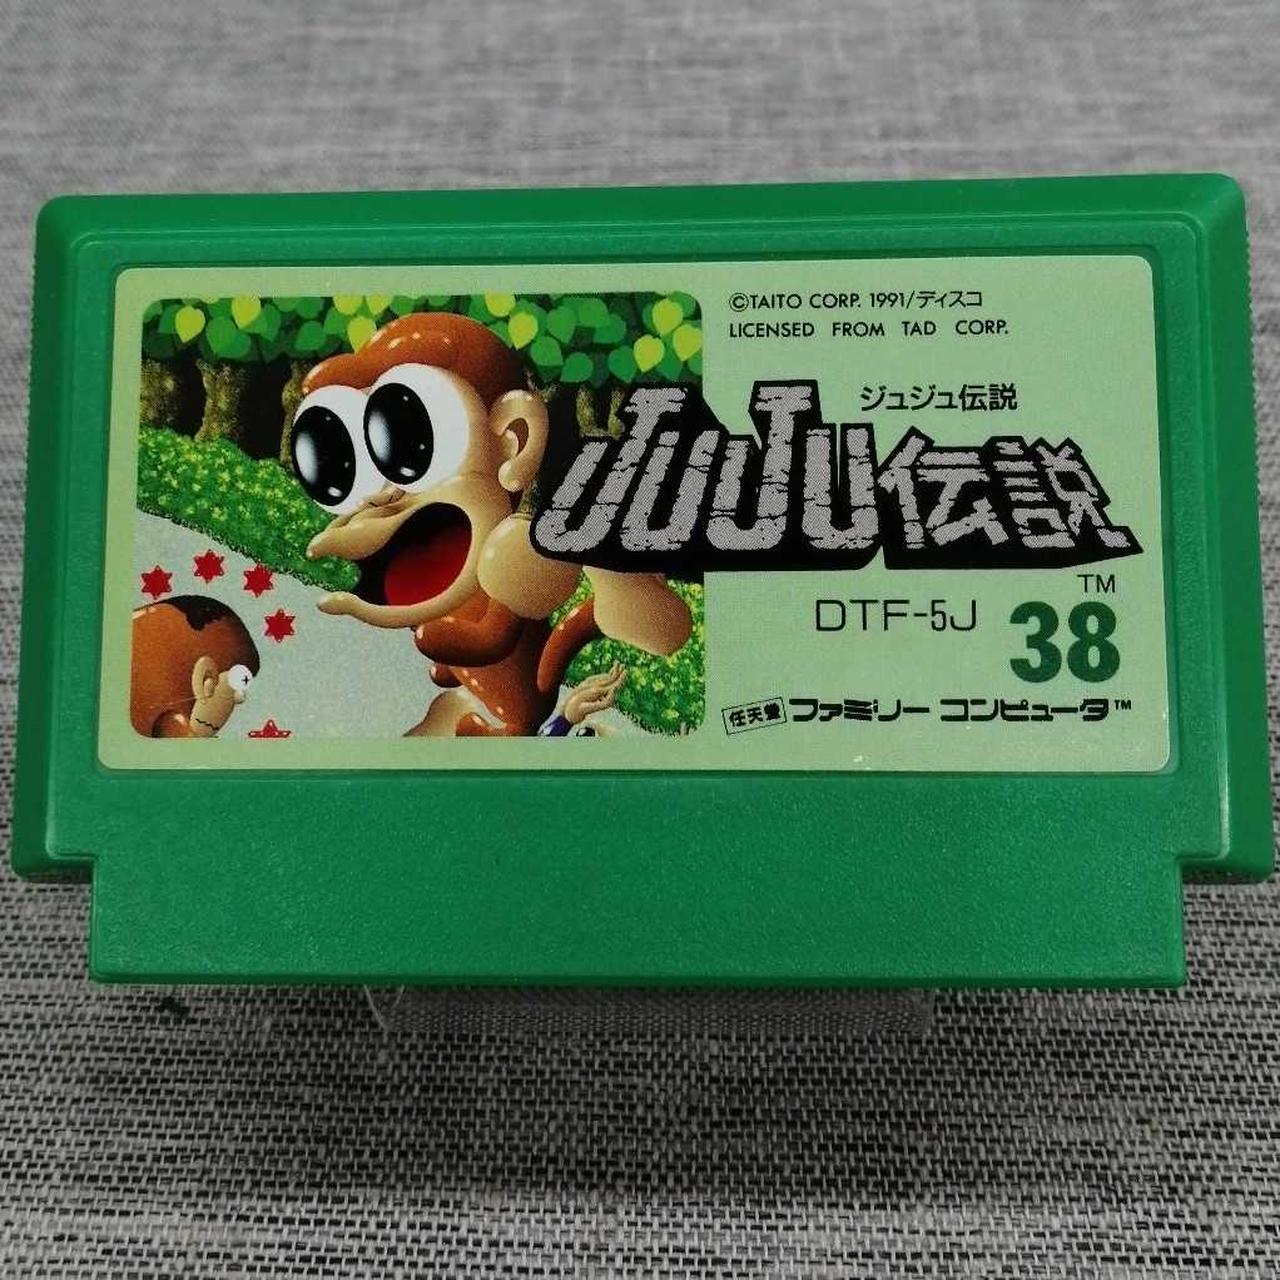 ©TAITO CORP. 1991/ディスコ
LICENSED FROM TAD CORP.
ジュジュ伝説
JUJU伝説
TM
DTF-5J
38
任天堂 ファミリー コンピュータ™